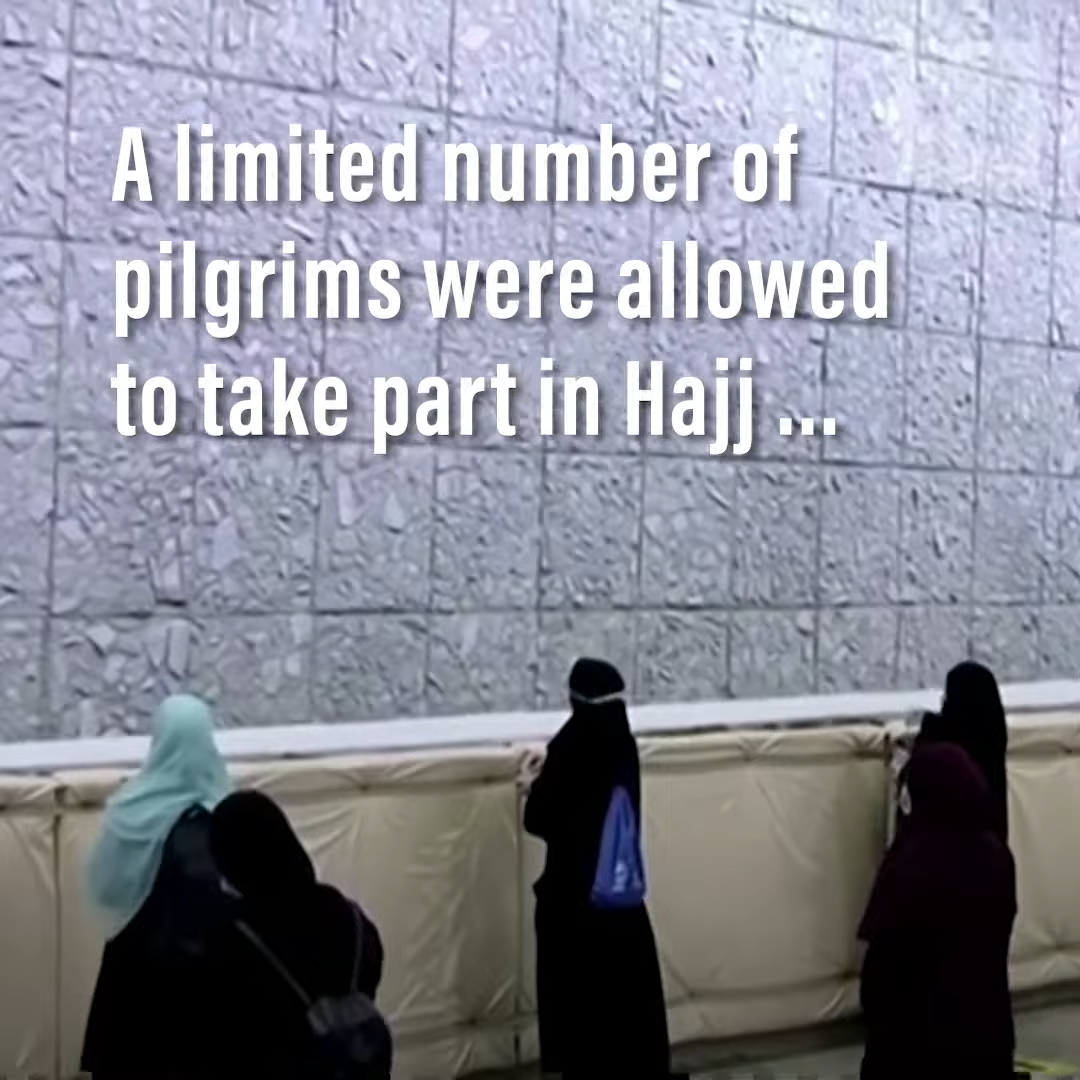 A limited number of
pilgrims were allowed
to take part in Hajj ...